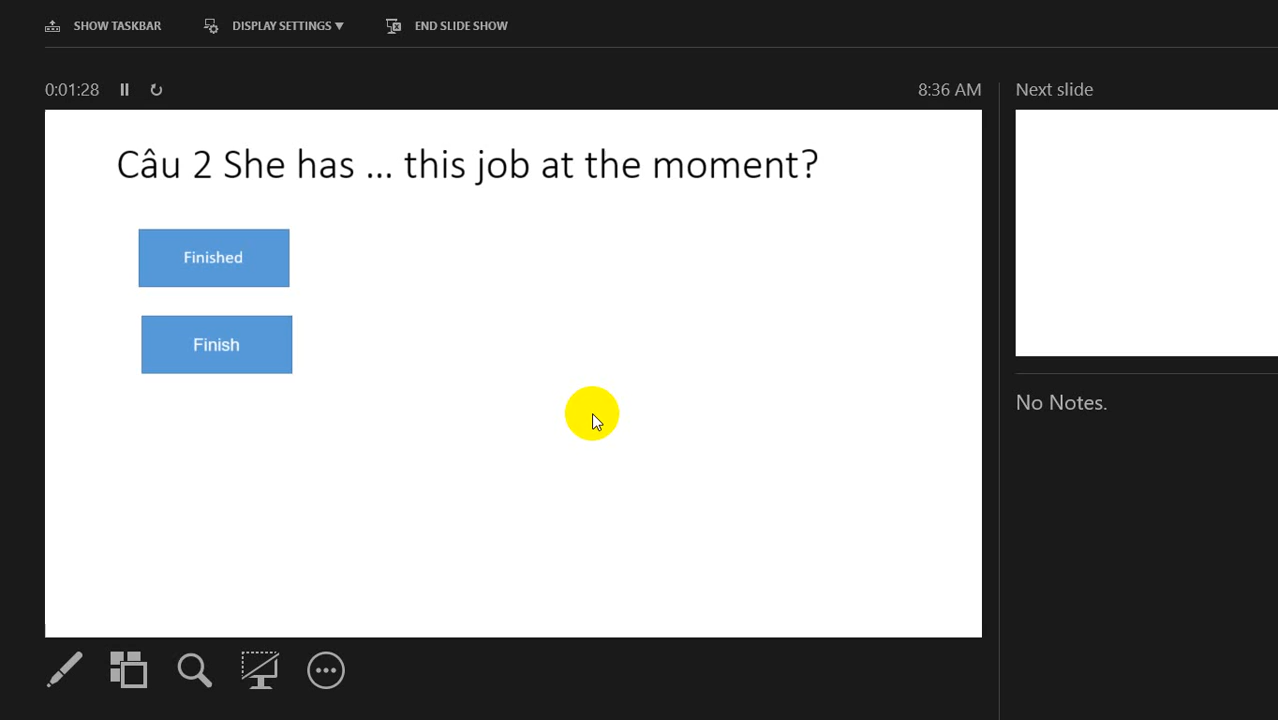 SHOW TASKBAR DISPLAY SETTINGS ▼ END SLIDE SHOW
0:01:28 8:36 AM Next slide
Câu 2 She has ... this job at the moment?
Finished
Finish
No Notes.